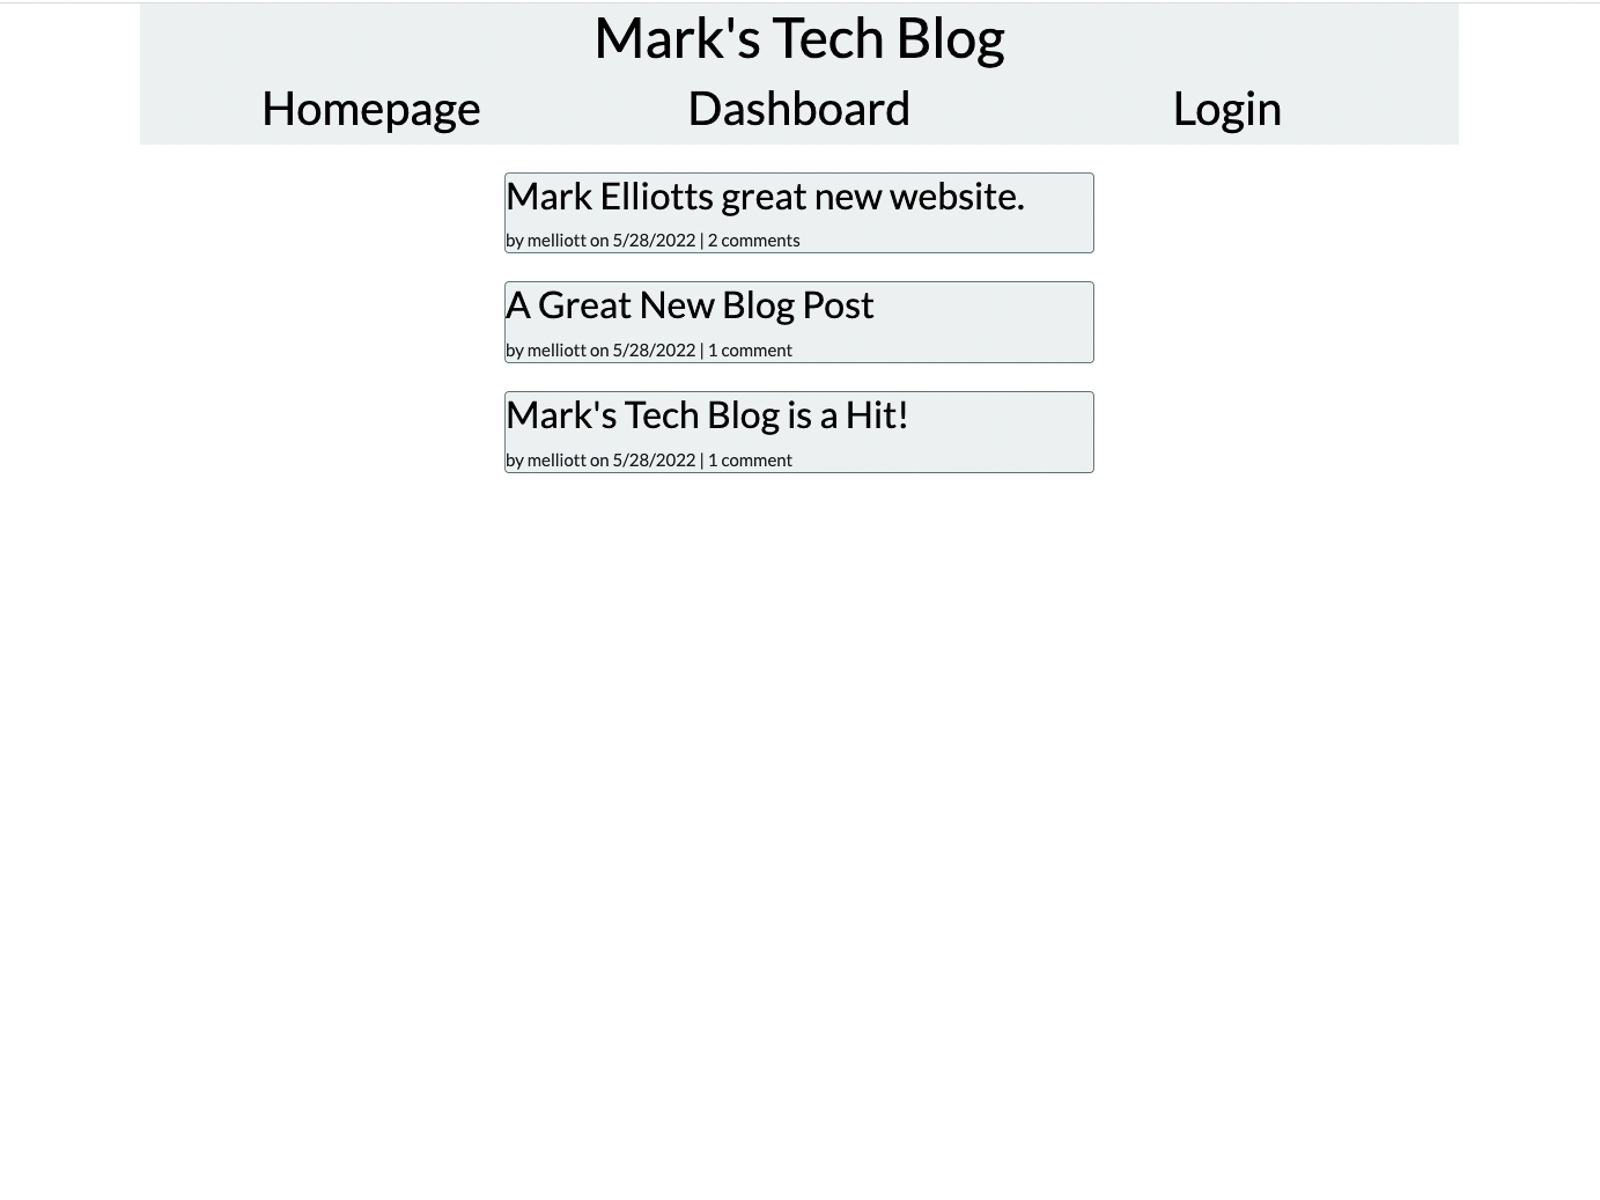 Mark's Tech Blog
Homepage Dashboard Login
Mark Elliotts great new website.
by melliott on 5/28/2022 | 2 comments
A Great New Blog Post
by melliott on 5/28/2022 | 1 comment
Mark's Tech Blog is a Hit!
by melliott on 5/28/2022 | 1 comment